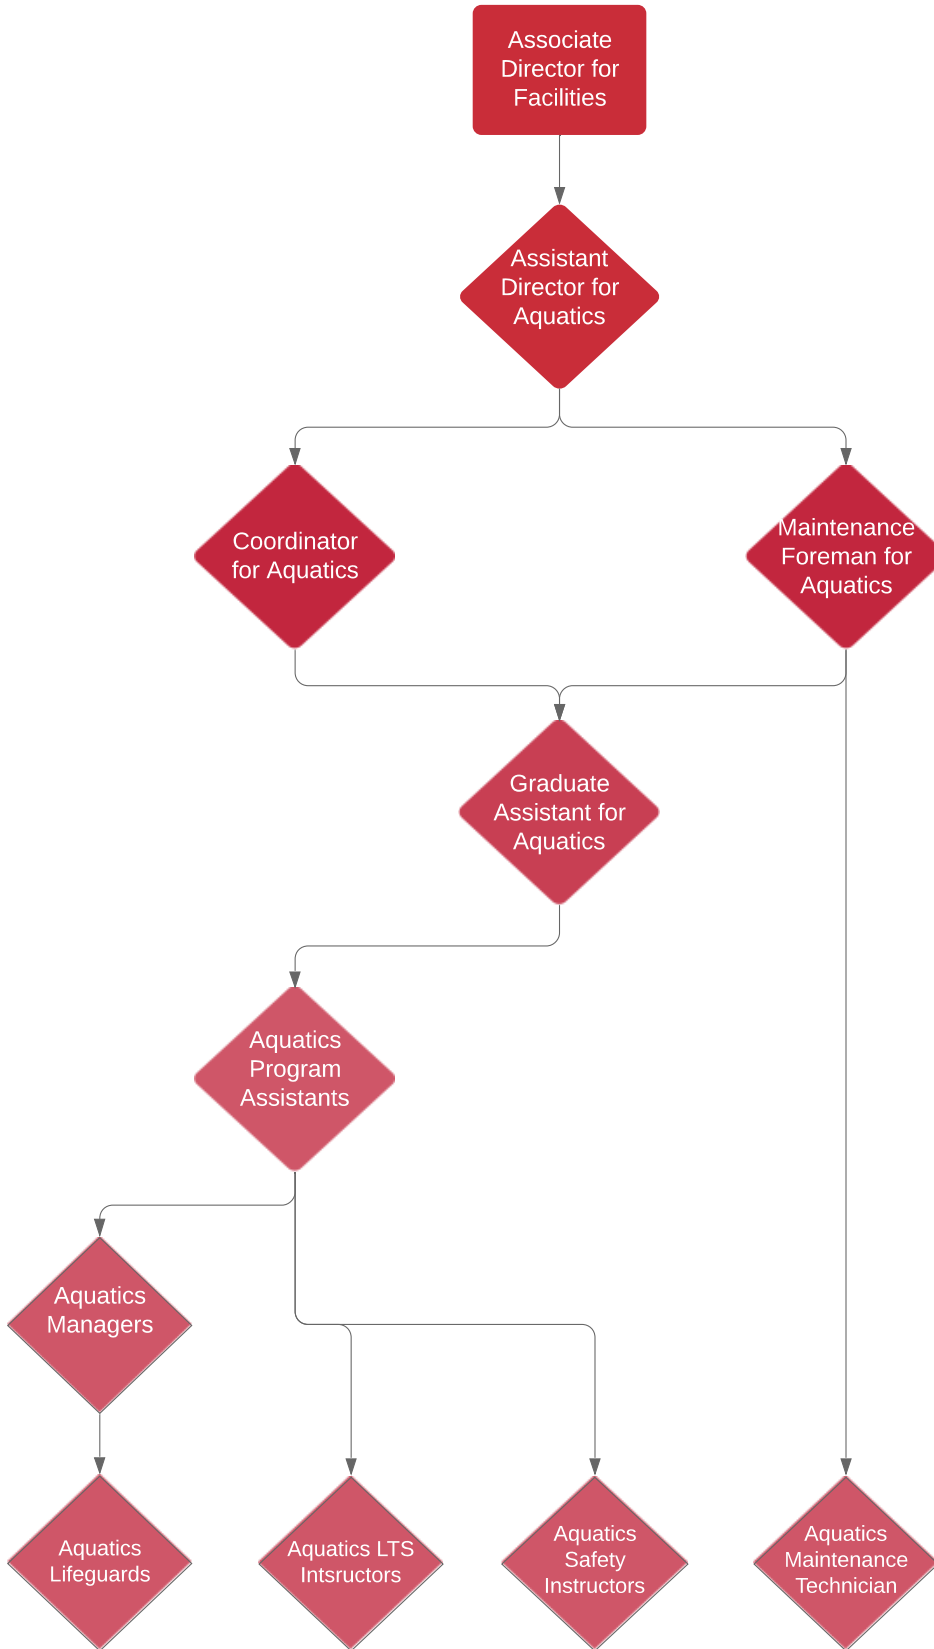 Associate
Director for
Facilities
Assistant
Director for
Aquatics
Coordinator
for Aquatics
Maintenance
Foreman for
Aquatics
Graduate
Assistant for
Aquatics
Aquatics
Program
Assistants
Aquatics
Managers
Aquatics
Lifeguards
Aquatics LTS
Intsructors
Aquatics
Safety
Instructors
Aquatics
Maintenance
Technician